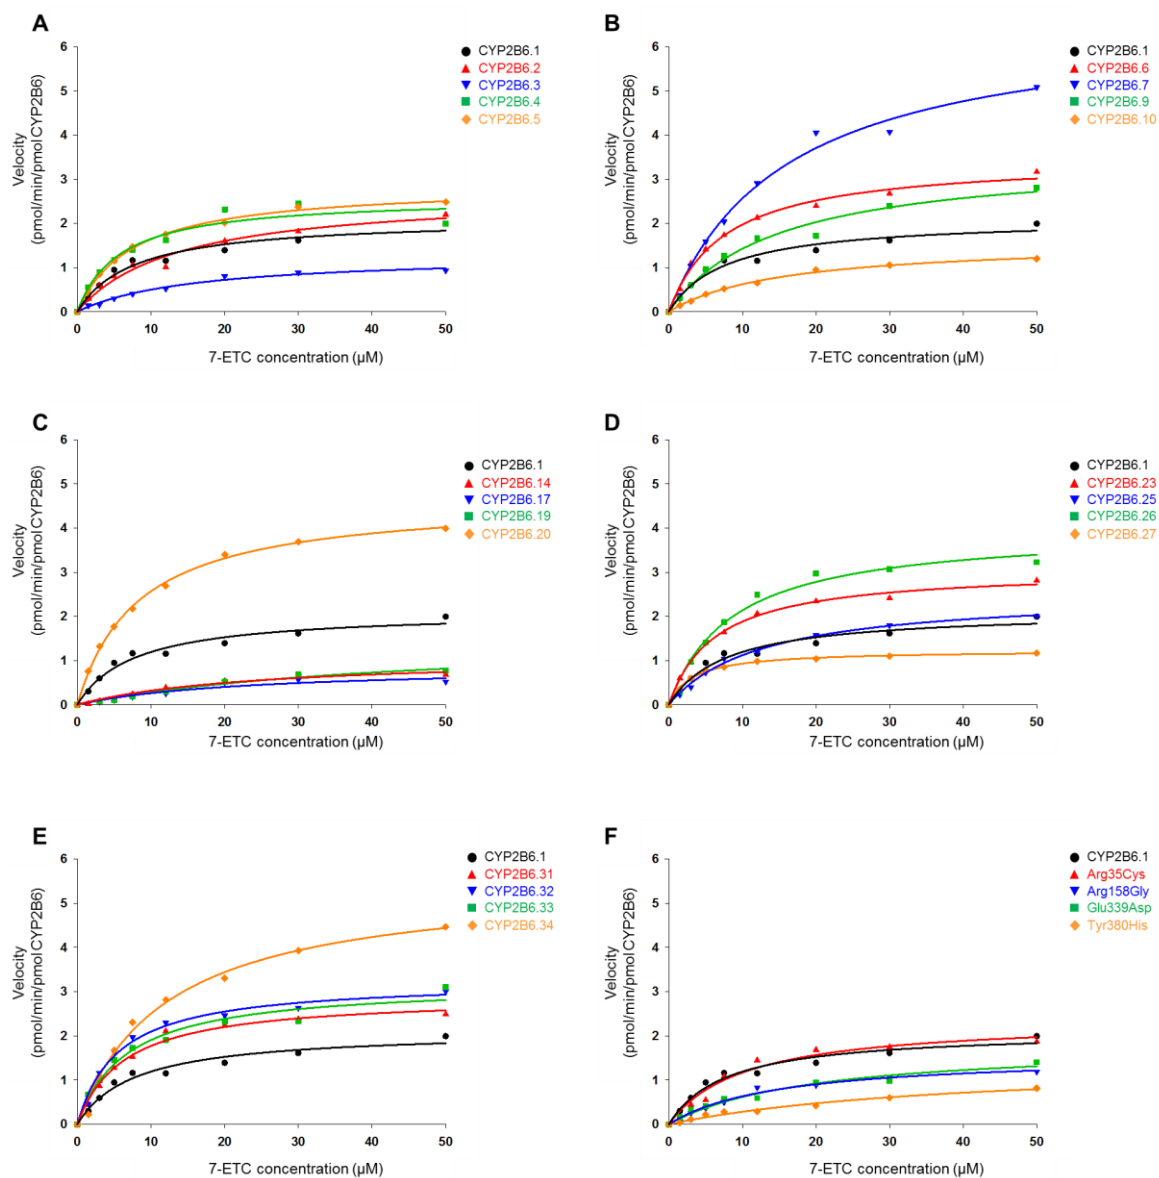 A
Velocity
(pmol/min/pmol CYP2B6)
6
5
4
3
2
1
0
0 10 20 30 40 50
7-ETC concentration (µM)
CYP2B6.1
CYP2B6.2
CYP2B6.3
CYP2B6.4
CYP2B6.5
B
Velocity
(pmol/min/pmol CYP2B6)
6
5
4
3
2
1
0
0 10 20 30 40 50
7-ETC concentration (µM)
CYP2B6.1
CYP2B6.6
CYP2B6.7
CYP2B6.9
CYP2B6.10
C
Velocity
(pmol/min/pmol CYP2B6)
6
5
4
3
2
1
0
0 10 20 30 40 50
7-ETC concentration (µM)
CYP2B6.1
CYP2B6.14
CYP2B6.17
CYP2B6.19
CYP2B6.20
D
Velocity
(pmol/min/pmol CYP2B6)
6
5
4
3
2
1
0
0 10 20 30 40 50
7-ETC concentration (µM)
CYP2B6.1
CYP2B6.23
CYP2B6.25
CYP2B6.26
CYP2B6.27
E
Velocity
(pmol/min/pmol CYP2B6)
6
5
4
3
2
1
0
0 10 20 30 40 50
7-ETC concentration (µM)
CYP2B6.1
CYP2B6.31
CYP2B6.32
CYP2B6.33
CYP2B6.34
F
Velocity
(pmol/min/pmol CYP2B6)
6
5
4
3
2
1
0
0 10 20 30 40 50
7-ETC concentration (µM)
CYP2B6.1
Arg35Cys
Arg158Gly
Glu339Asp
Tyr380His